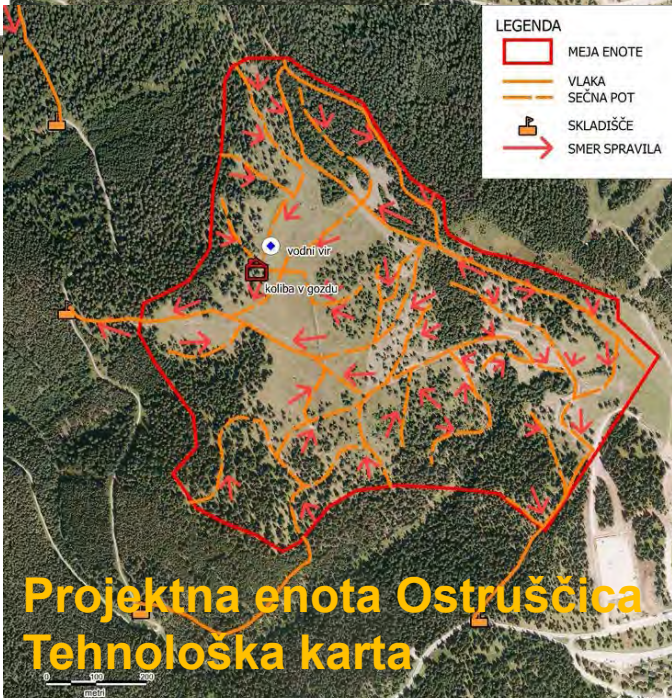 LEGENDA
MEJA ENOTE
VLAKA
SEČNA POT
SKLADIŠČE
SMER SPRAVILA
vodni vir
koliba v gozdu
Projektna enota Ostruščica
Tehnološka karta
0 100 200
metri